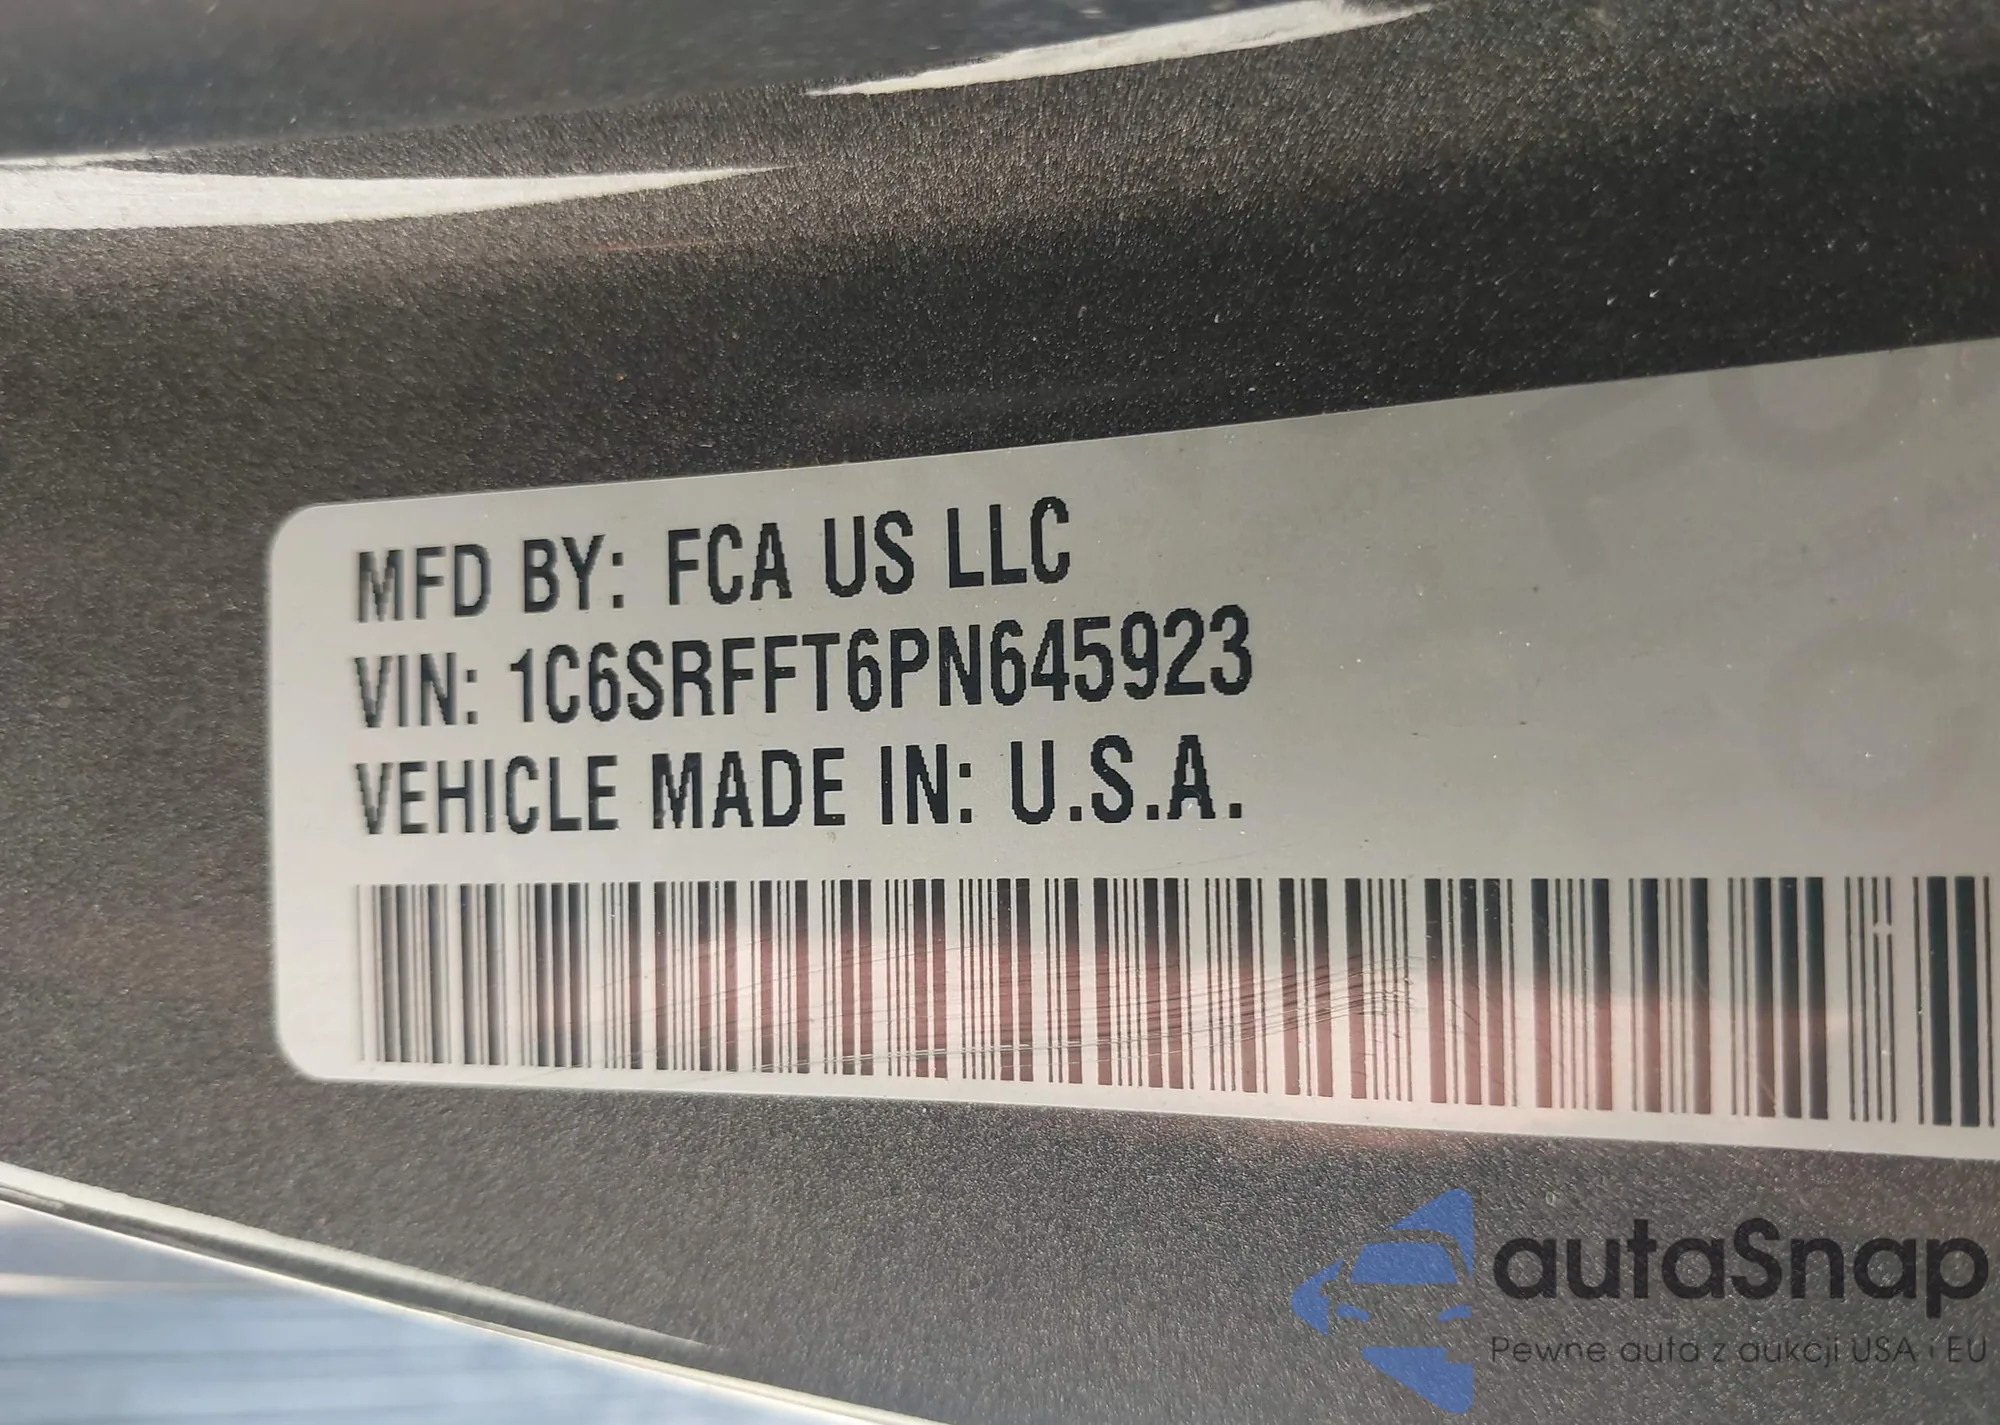 MFD BY: FCA US LLC
VIN: 1C6SRFFT6PN645923
VEHICLE MADE IN: U.S.A.
autaSnap
Pewne auta z aukcji USA i EU